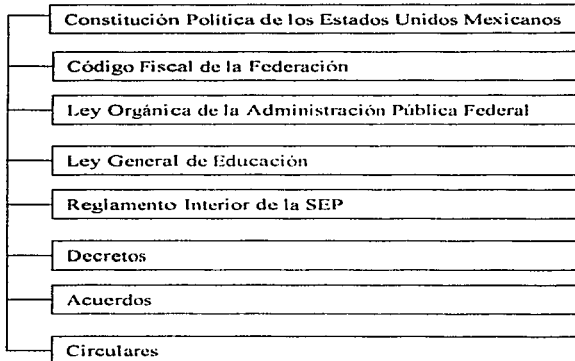 Constitución Política de los Estados Unidos Mexicanos
Código Fiscal de la Federación
Ley Orgánica de la Administración Pública Federal
Ley General de Educación
Reglamento Interior de la SEP
Decretos
Acuerdos
Circulares